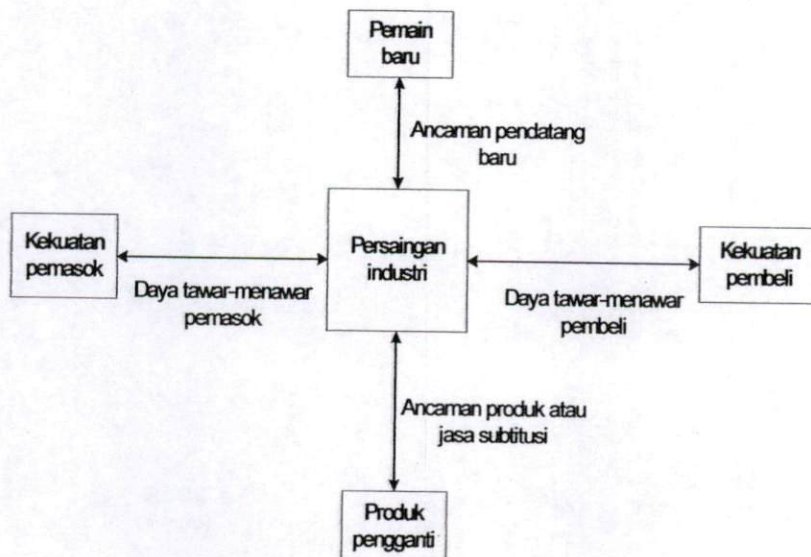 Pemain
baru
Ancaman pendatang
baru
Kekuatan
pemasok
Persaingan
industri
Kekuatan
pembeli
Daya tawar-menawar
pemasok
Daya tawar-menawar
pembeli
Ancaman produk atau
jasa subtitusi
Produk
pengganti